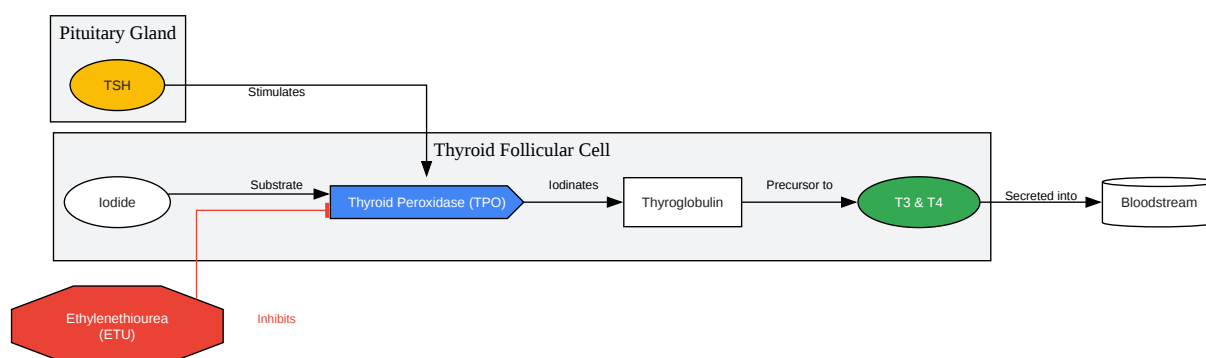 Pituitary Gland
TSH
Stimulates
Thyroid Follicular Cell
Iodide
Substrate
Thyroid Peroxidase (TPO)
Iodinates
Thyroglobulin
Precursor to
T3 & T4
Secreted into
Bloodstream
Ethylenethiourea
(ETU)
Inhibits